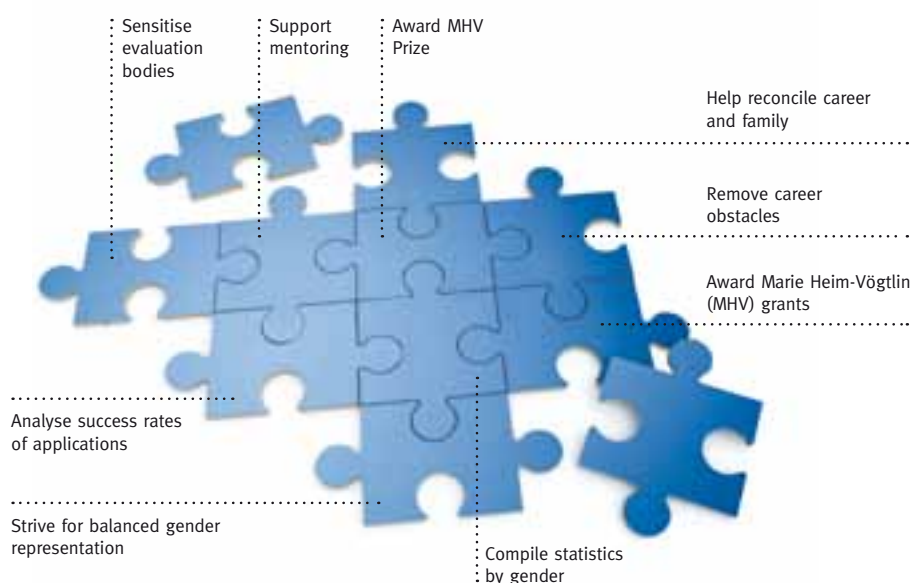 Sensitise
evaluation
bodies
Support
mentoring
Award MHV
Prize
Help reconcile career
and family
Remove career
obstacles
Award Marie Heim-Vögtlin
(MHV) grants
Analyse success rates
of applications
Strive for balanced gender
representation
Compile statistics
by gender